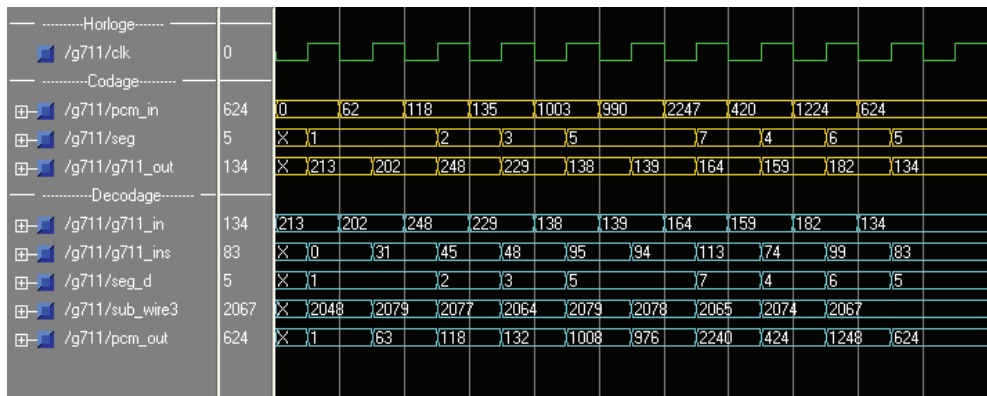 ---------Horloge------
/g711/clk 0
----------Codage---------
/g711/pcm_in 624 0 62 118 135 1003 990 2247 420 1224 624
/g711/seg 5 X 1 2 3 5 7 4 6 5
/g711/g711_out 134 X 213 202 248 229 138 139 164 159 182 134
----------Decodage---------
/g711/g711_in 134 213 202 248 229 138 139 164 159 182 134
/g711/g711_ins 83 X 0 31 45 48 95 94 113 74 99 83
/g711/seg_d 5 X 1 2 3 5 7 4 6 5
/g711/sub_wire3 2067 X 2048 2079 2077 2064 2079 2078 2065 2074 2067
/g711/pcm_out 624 X 1 63 118 132 1008 976 2240 424 1248 624